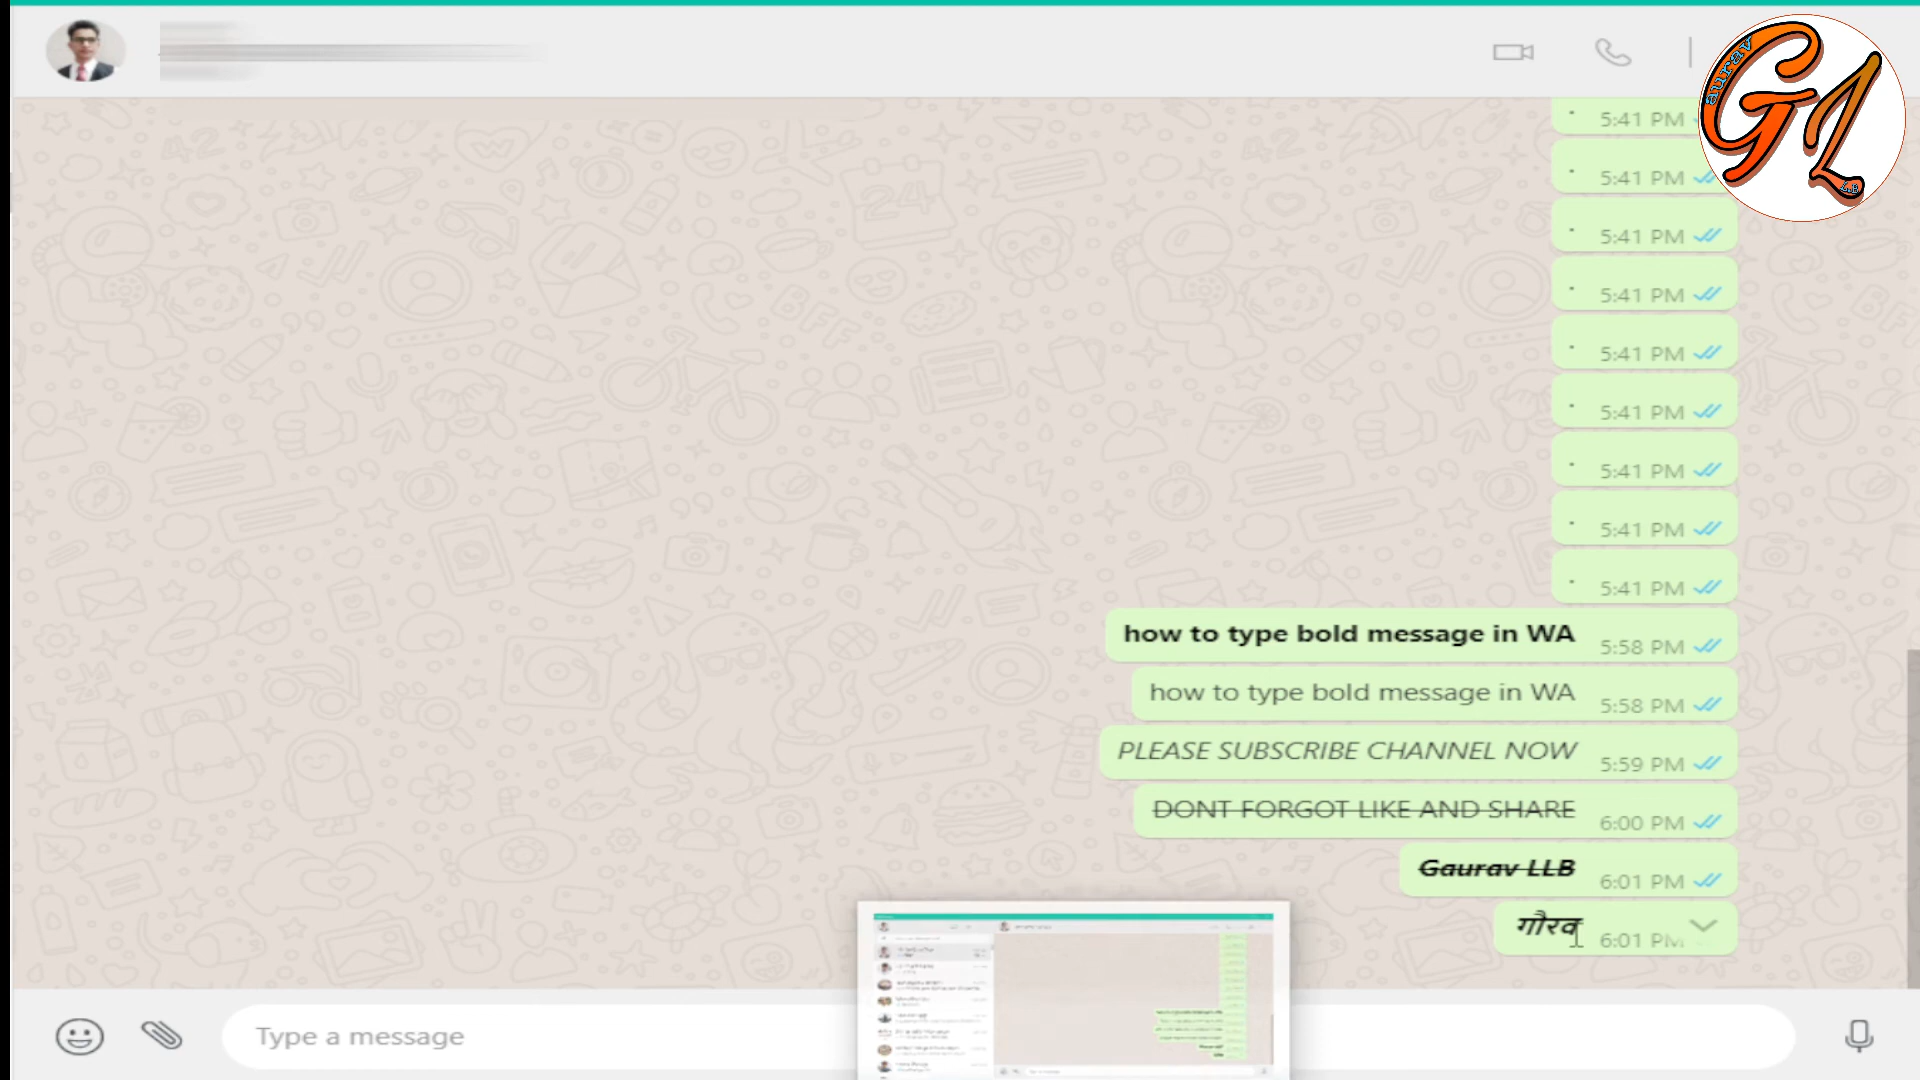 aurav
GL
LB
· 5:41 PM
· 5:41 PM
· 5:41 PM
· 5:41 PM
· 5:41 PM
· 5:41 PM
· 5:41 PM
· 5:41 PM
· 5:41 PM
how to type bold message in WA 5:58 PM
how to type bold message in WA 5:58 PM
PLEASE SUBSCRIBE CHANNEL NOW 5:59 PM
DONT FORGOT LIKE AND SHARE 6:00 PM
Gaurav LLB 6:01 PM
गौरव 6:01 PM
Type a message